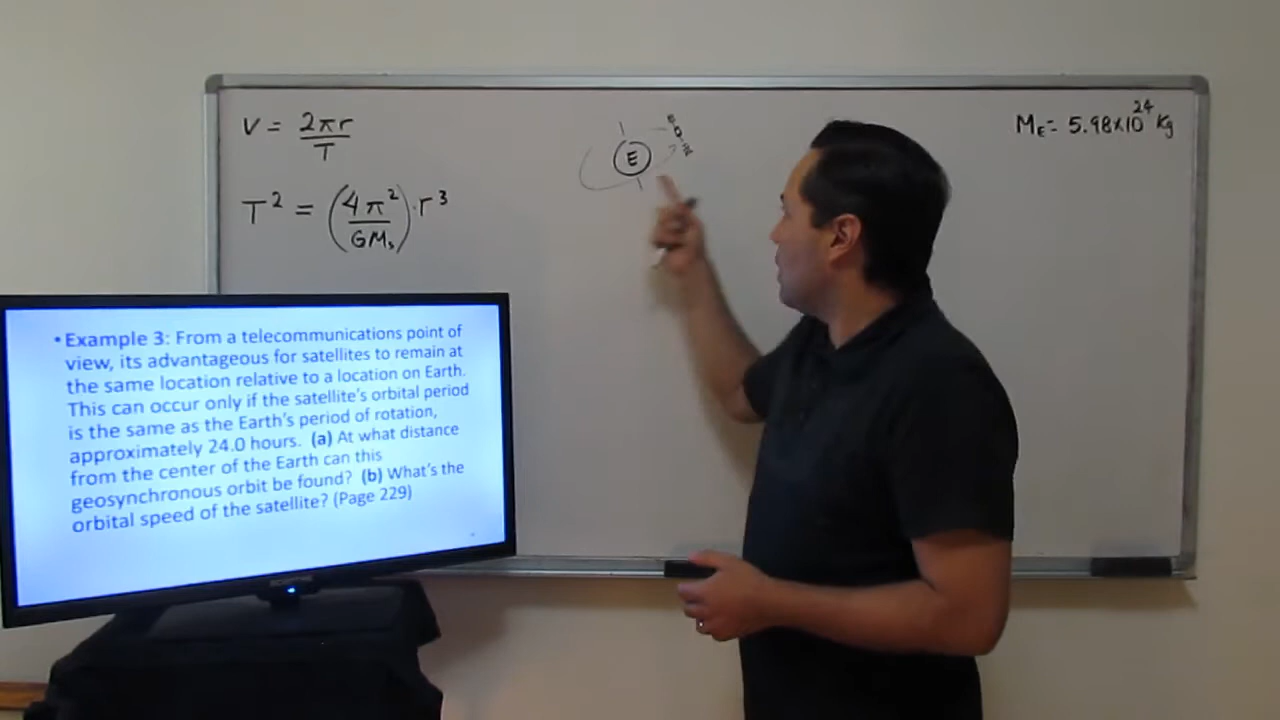 V = 2πr/T
T² = (4π²/GMₛ)·r³
E
M_E = 5.98x10²⁴ Kg
• Example 3: From a telecommunications point of
view, its advantageous for satellites to remain at
the same location relative to a location on Earth.
This can occur only if the satellite's orbital period
is the same as the Earth's period of rotation,
approximately 24.0 hours. (a) At what distance
from the center of the Earth can this
geosynchronous orbit be found? (b) What's the
orbital speed of the satellite? (Page 229)